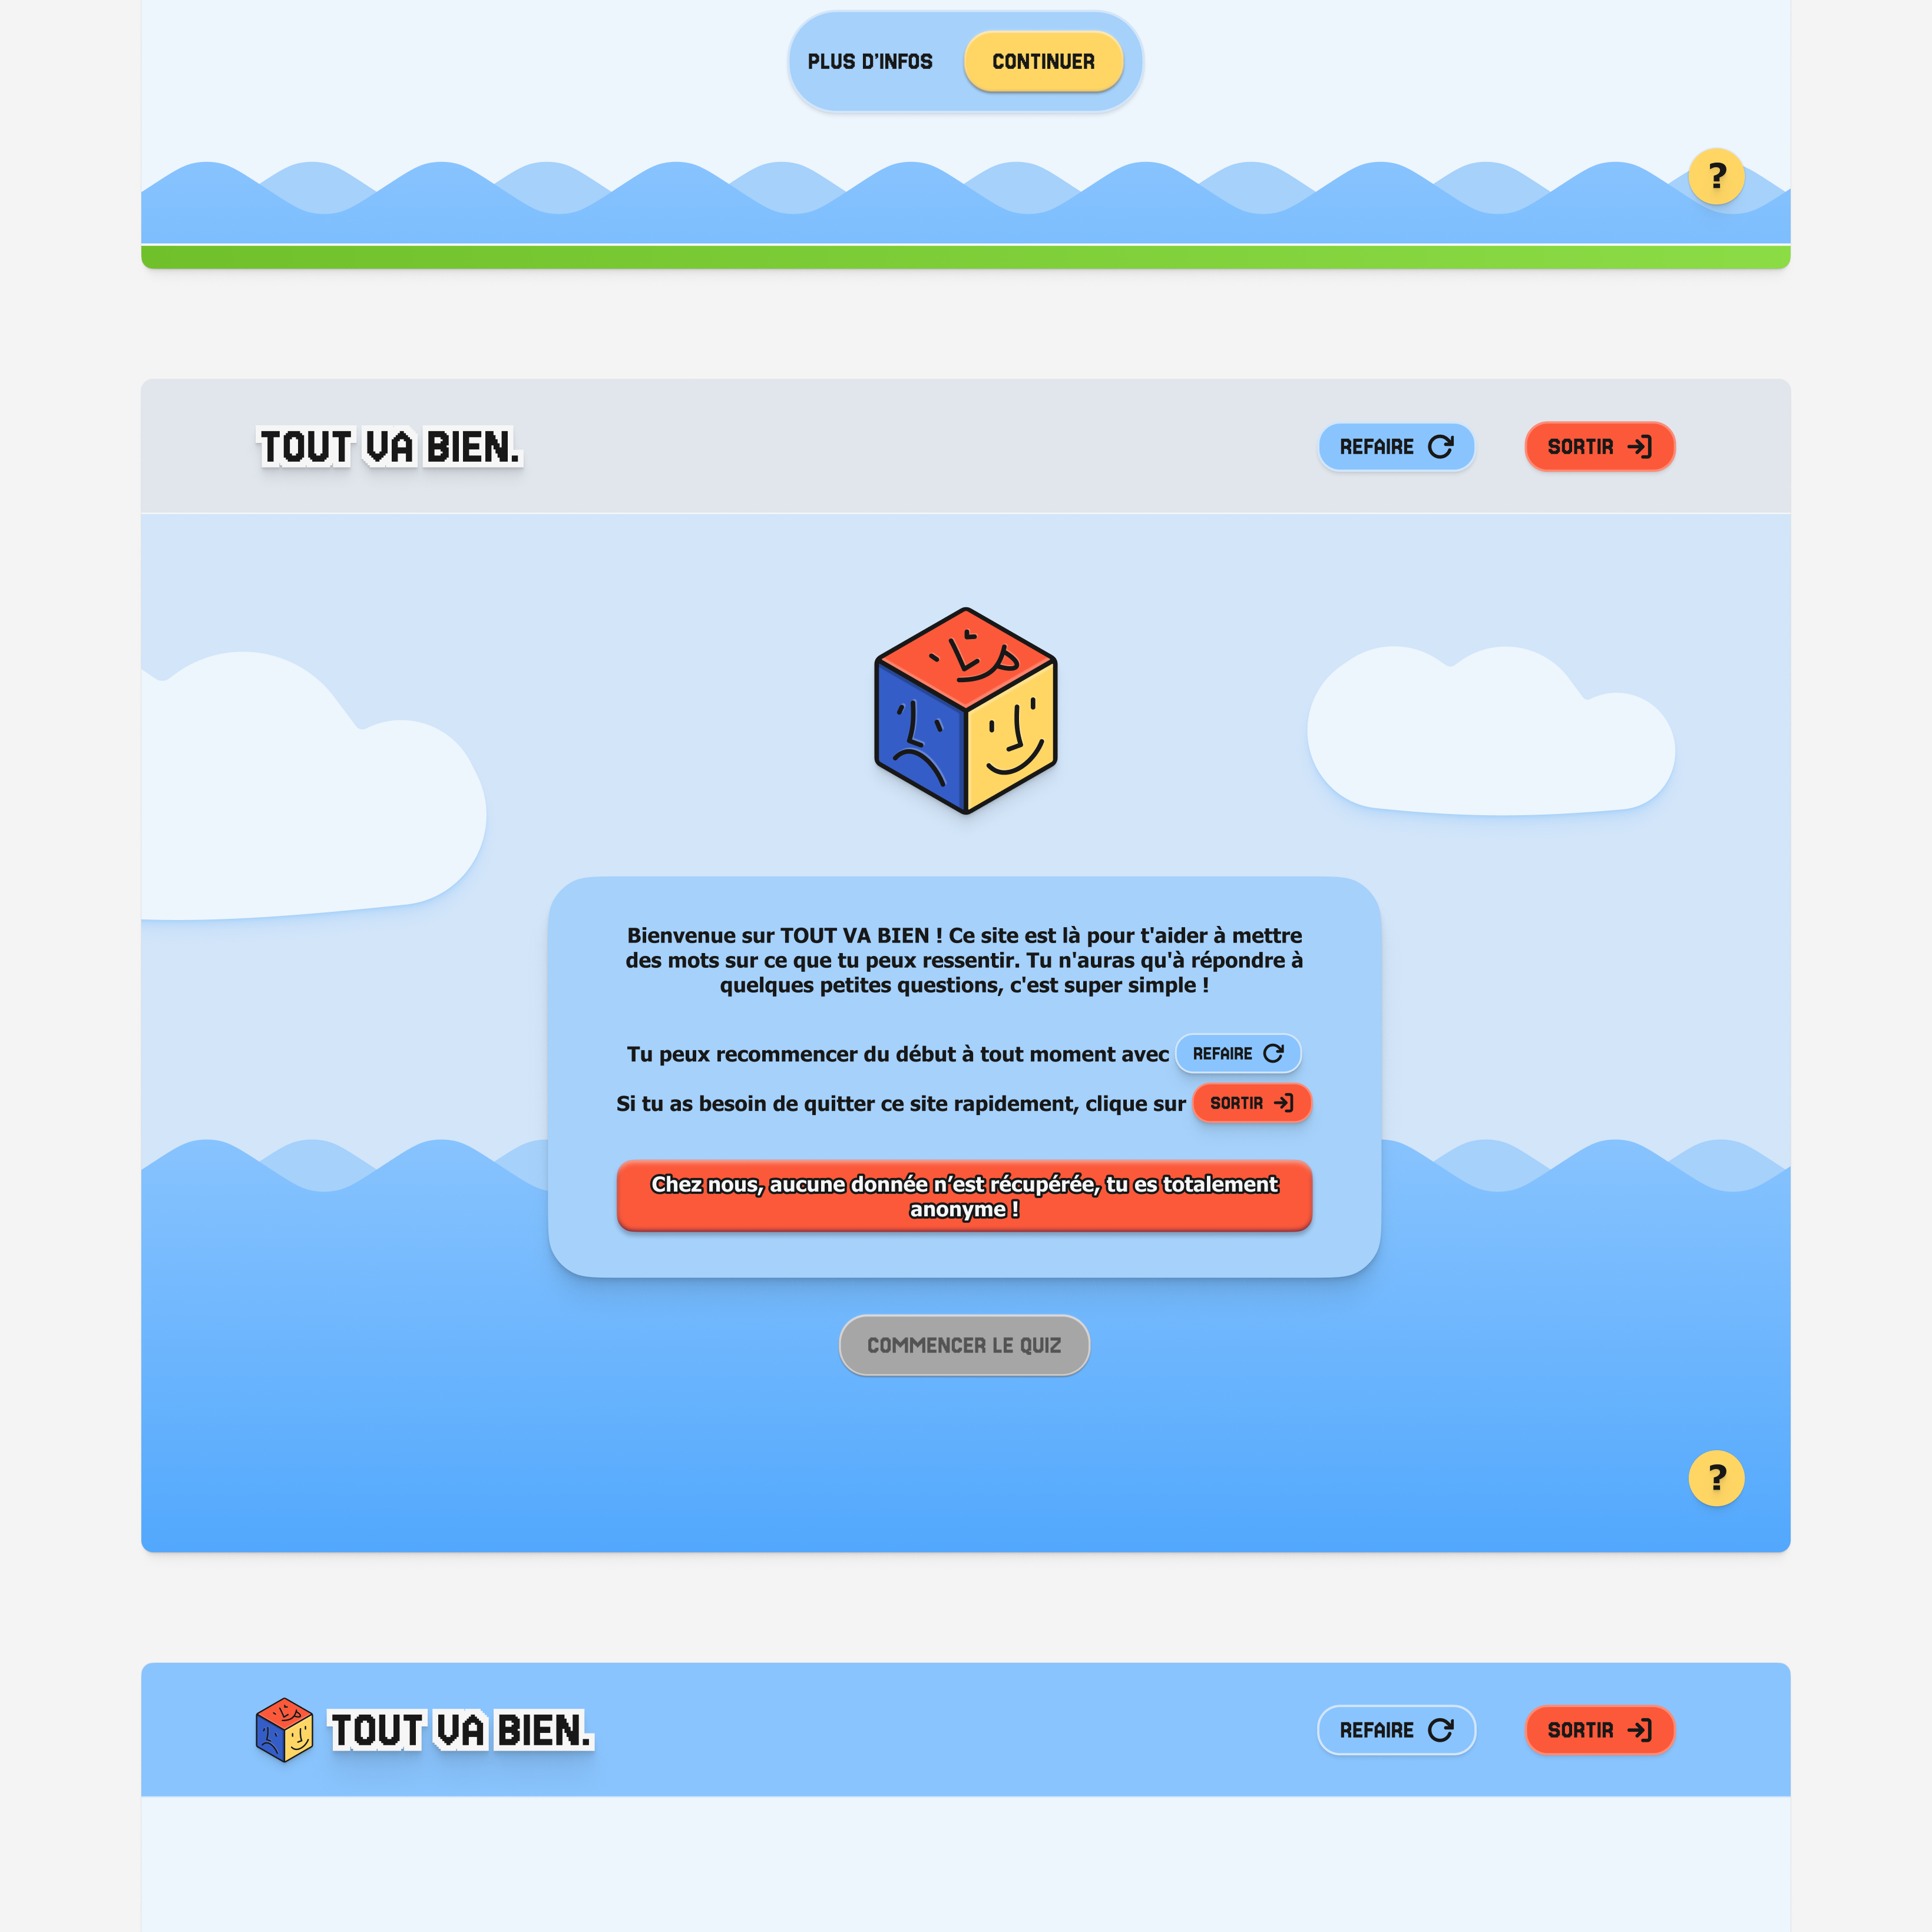 PLUS D’INFOS CONTINUER
?
TOUT VA BIEN. REFAIRE SORTIR
Bienvenue sur TOUT VA BIEN ! Ce site est là pour t'aider à mettre
des mots sur ce que tu peux ressentir. Tu n'auras qu'à répondre à
quelques petites questions, c'est super simple !
Tu peux recommencer du début à tout moment avec REFAIRE
Si tu as besoin de quitter ce site rapidement, clique sur SORTIR
Chez nous, aucune donnée n’est récupérée, tu es totalement
anonyme !
COMMENCER LE QUIZ
?
TOUT VA BIEN. REFAIRE SORTIR